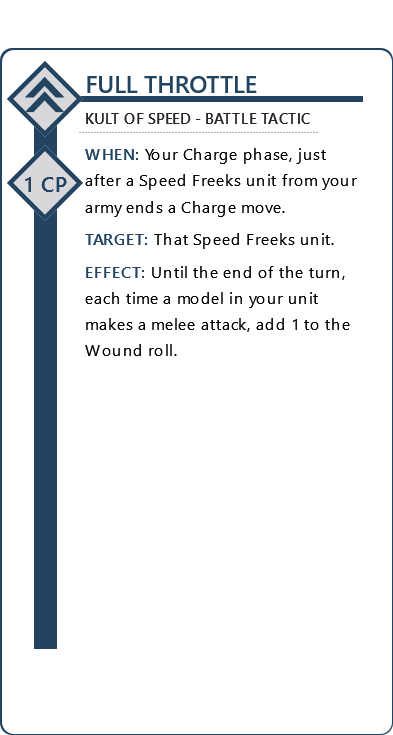 FULL THROTTLE
KULT OF SPEED - BATTLE TACTIC
1 CP
WHEN: Your Charge phase, just
after a Speed Freeks unit from your
army ends a Charge move.
TARGET: That Speed Freeks unit.
EFFECT: Until the end of the turn,
each time a model in your unit
makes a melee attack, add 1 to the
Wound roll.